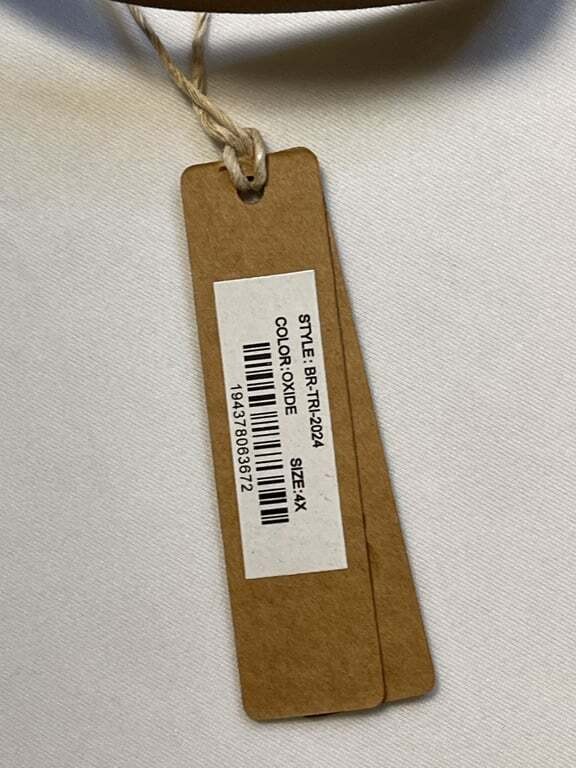 STYLE: BR-TRI-2024
COLOR:OXIDE SIZE:4X
194378063672